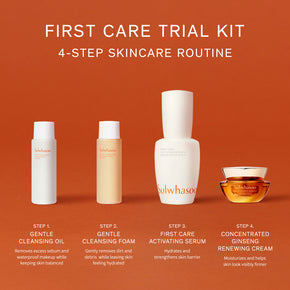 FIRST CARE TRIAL KIT
4-STEP SKINCARE ROUTINE
Sulwhasoo
Sulwhasoo
Sulwhasoo
STEP 1.
GENTLE
CLEANSING OIL
Removes excess sebum and
waterproof makeup while
keeping skin balanced
STEP 2.
GENTLE
CLEANSING FOAM
Gently removes dirt and
debris while leaving skin
feeling hydrated
STEP 3.
FIRST CARE
ACTIVATING SERUM
Hydrates and
strengthens skin barrier
STEP 4.
CONCENTRATED
GINSENG
RENEWING CREAM
Moisturizes and helps
skin look visibly firmer